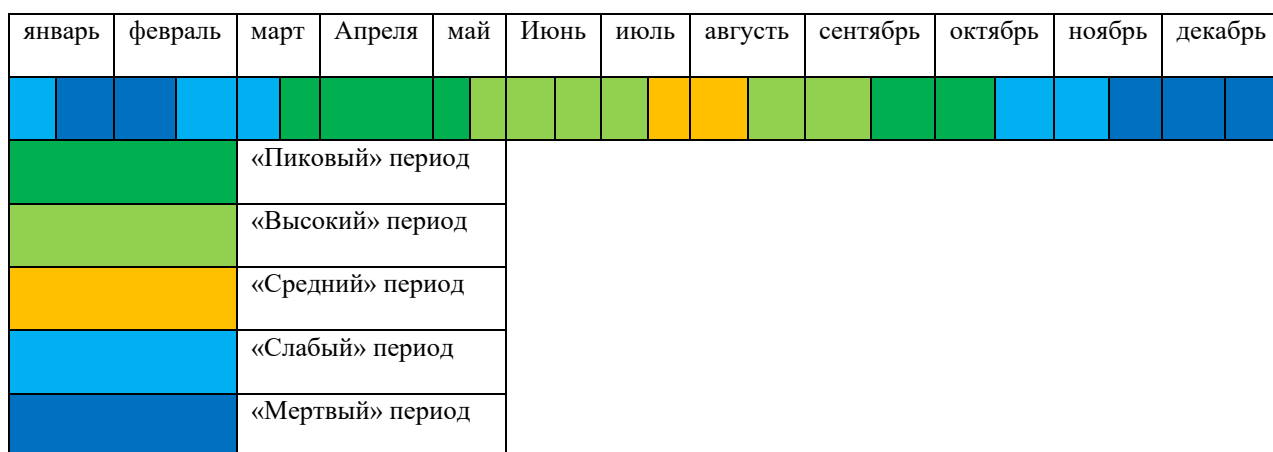 январь февраль март Апреля май Июнь июль августь сентябрь октябрь ноябрь декабрь
«Пиковый» период
«Высокий» период
«Средний» период
«Слабый» период
«Мертвый» период